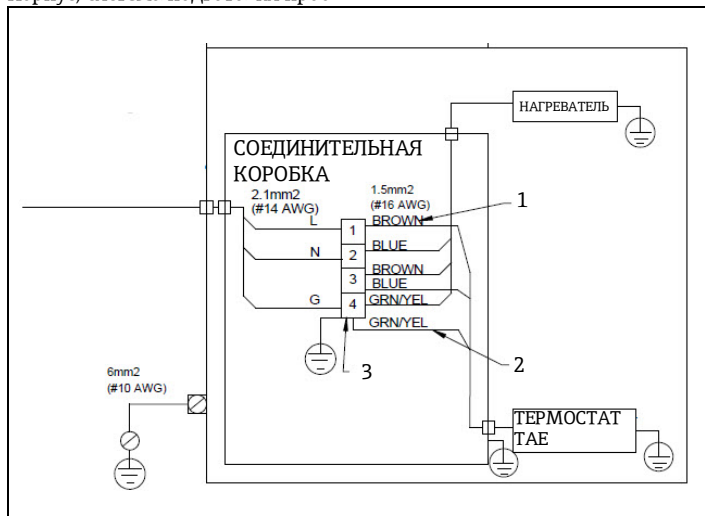 НАГРЕВАТЕЛЬ
СОЕДИНИТЕЛЬНАЯ
КОРОБКА
2.1mm2
(#14 AWG)
1.5mm2
(#16 AWG)
1
L
BROWN
1
N
BLUE
2
BROWN
3
BLUE
G
4
GRN/YEL
GRN/YEL
3
2
6mm2
(#10 AWG)
ТЕРМОСТАТ
TAE